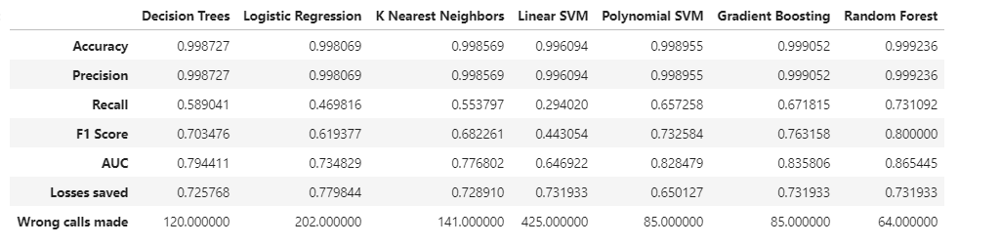 Decision Trees Logistic Regression K Nearest Neighbors Linear SVM Polynomial SVM Gradient Boosting Random Forest
Accuracy 0.998727 0.998069 0.998569 0.996094 0.998955 0.999052 0.999236
Precision 0.998727 0.998069 0.998569 0.996094 0.998955 0.999052 0.999236
Recall 0.589041 0.469816 0.553797 0.294020 0.657258 0.671815 0.731092
F1 Score 0.703476 0.619377 0.682261 0.443054 0.732584 0.763158 0.800000
AUC 0.794411 0.734829 0.776802 0.646922 0.828479 0.835806 0.865445
Losses saved 0.725768 0.779844 0.728910 0.731933 0.650127 0.731933 0.731933
Wrong calls made 120.000000 202.000000 141.000000 425.000000 85.000000 85.000000 64.000000